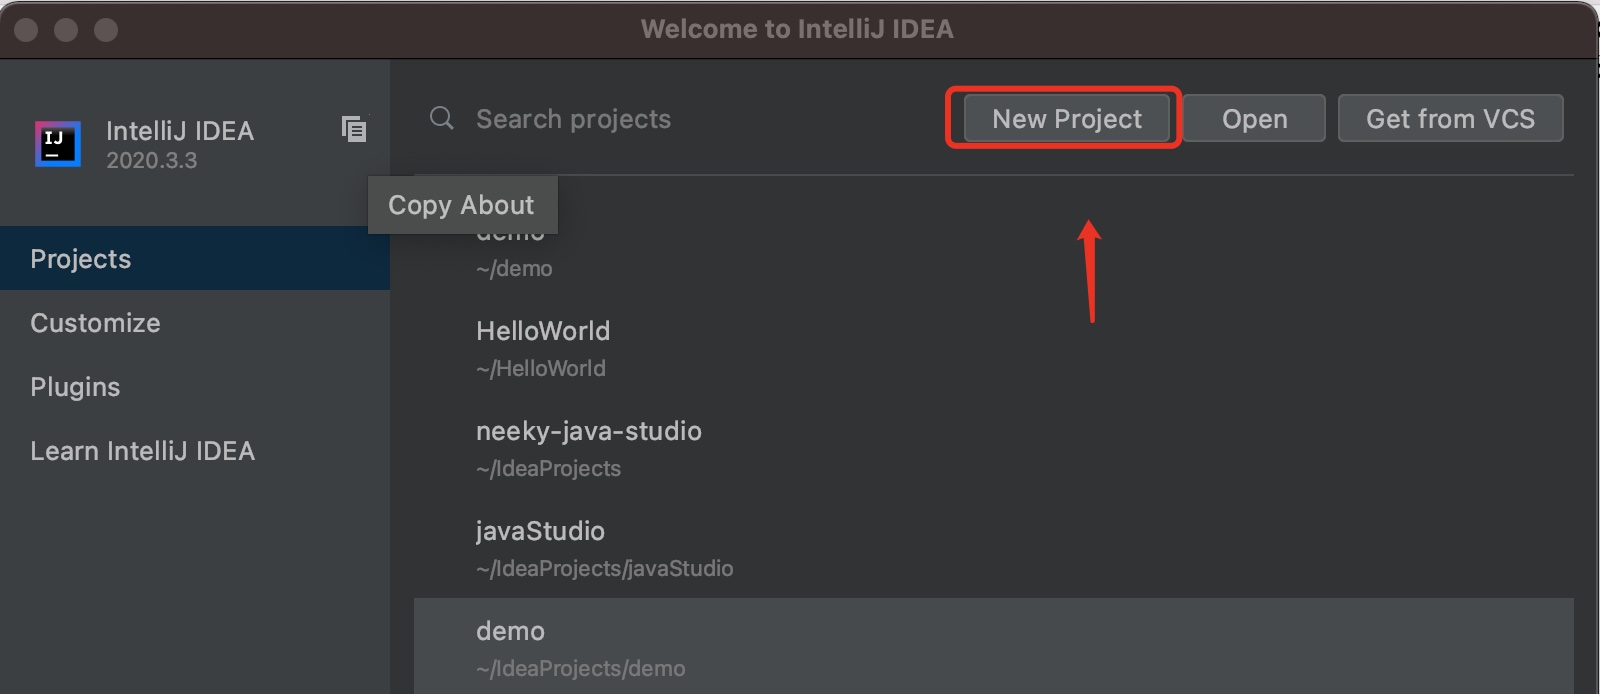 Welcome to IntelliJ IDEA
IJ
IntelliJ IDEA
2020.3.3
Search projects
New Project
Open
Get from VCS
Copy About
Projects
Customize
Plugins
Learn IntelliJ IDEA
demo
~/demo
HelloWorld
~/HelloWorld
neeky-java-studio
~/IdeaProjects
javaStudio
~/IdeaProjects/javaStudio
demo
~/IdeaProjects/demo